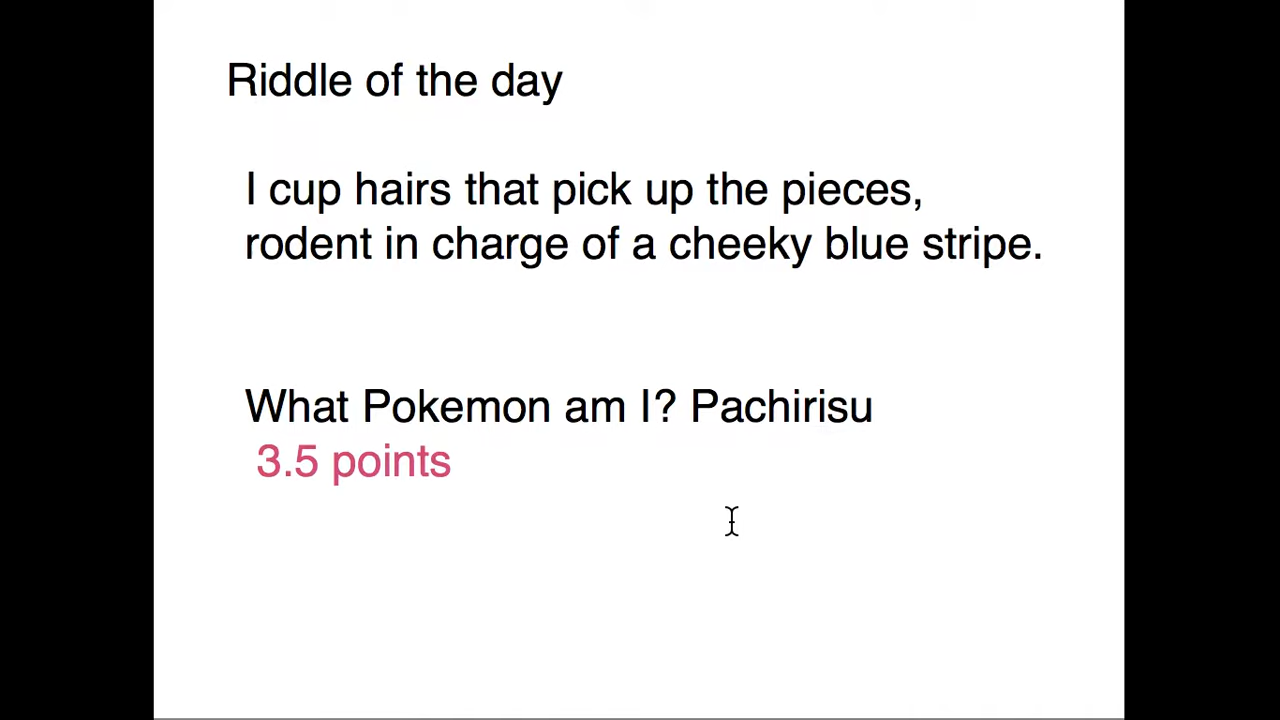 Riddle of the day
I cup hairs that pick up the pieces,
rodent in charge of a cheeky blue stripe.
What Pokemon am I? Pachirisu
3.5 points